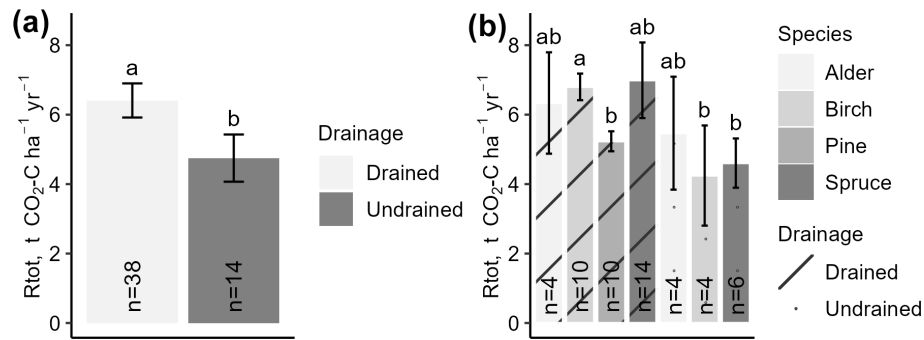 (a)
Rtot, t CO₂-C ha⁻¹ yr⁻¹
8
6
4
2
0
a
b
n=38
n=14
Drainage
Drained
Undrained
(b)
Rtot, t CO₂-C ha⁻¹ yr⁻¹
8
6
4
2
0
ab
a
b
ab
ab
b
b
n=4
n=10
n=10
n=14
n=4
n=4
n=6
Species
Alder
Birch
Pine
Spruce
Drainage
Drained
Undrained